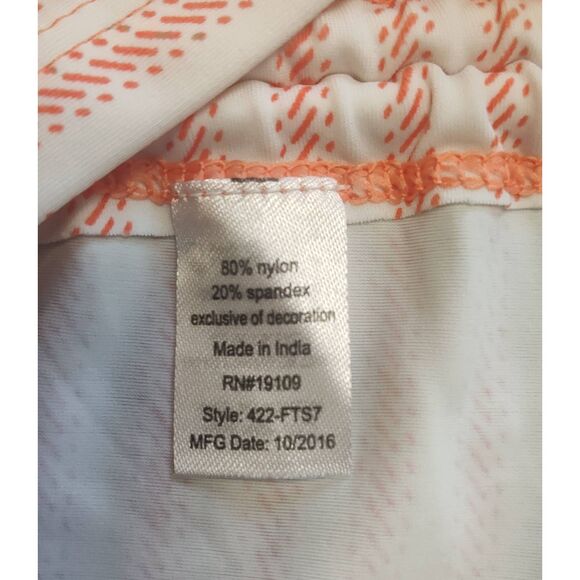 80% nylon
20% spandex
exclusive of decoration
Made in India
RN#19109
Style: 422-FTS7
MFG Date: 10/2016